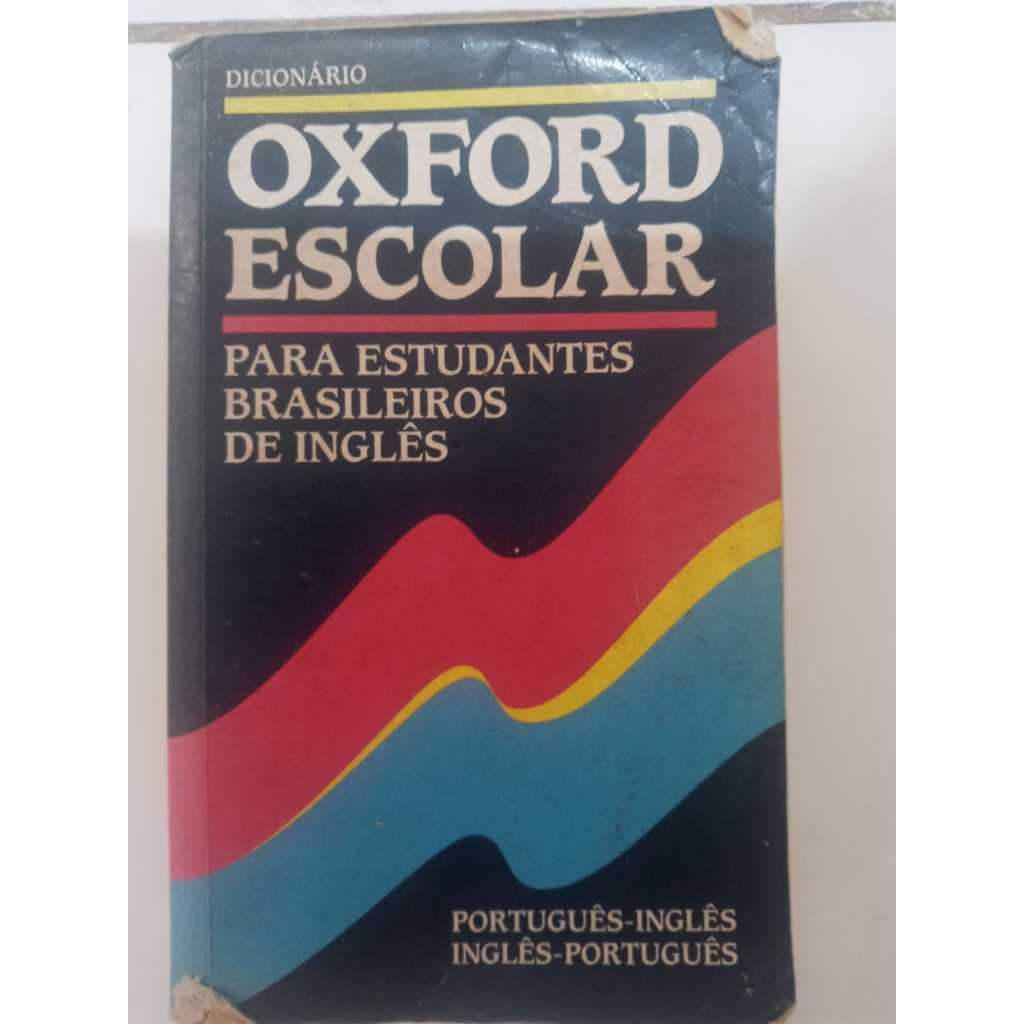 DICIONÁRIO
OXFORD
ESCOLAR
PARA ESTUDANTES
BRASILEIROS
DE INGLÊS
PORTUGUÊS-INGLÊS
INGLÊS-PORTUGUÊS